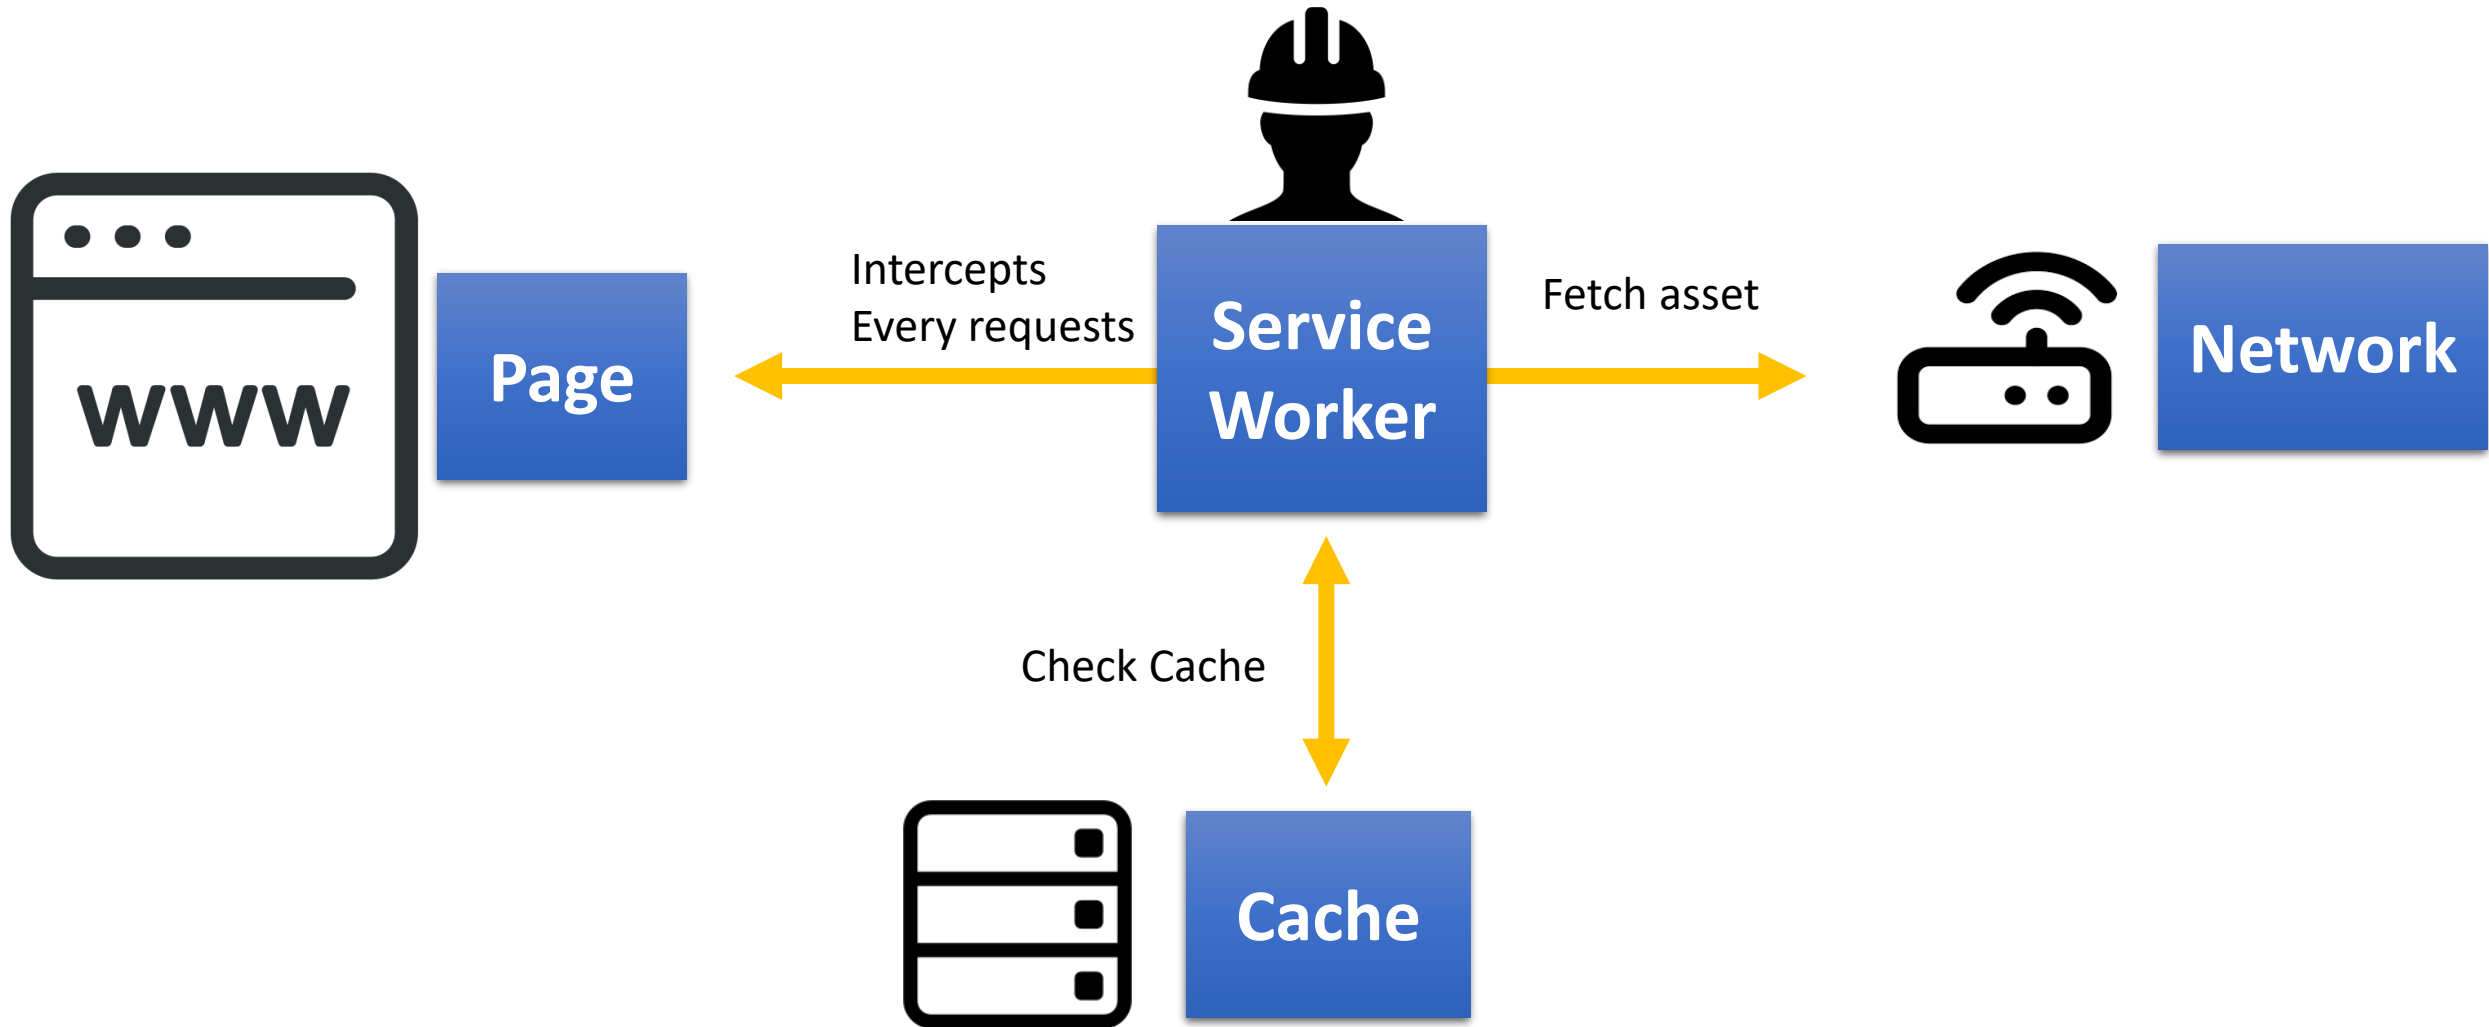 www
Page
Intercepts
Every requests
Service
Worker
Fetch asset
Network
Check Cache
Cache